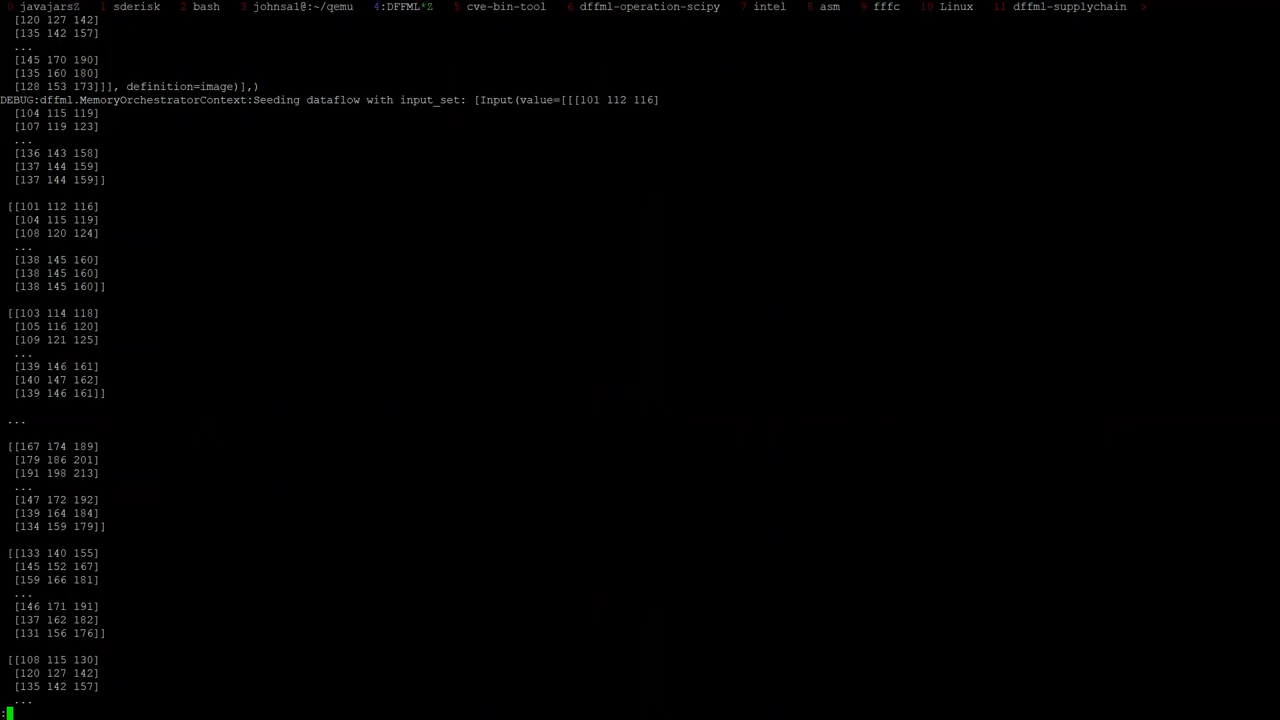 0 javajarsZ 1 sderisk 2 bash 3 johnsa1@:~/qemu 4:DFFML*Z 5 cve-bin-tool 6 dffml-operation-scipy 7 intel 8 asm 9 fffc 10 Linux 11 dffml-supplychain >
[120 127 142]
[135 142 157]
...
[145 170 190]
[135 160 180]
[128 153 173]]], definition=image)],)
DEBUG:dffml.MemoryOrchestratorContext:Seeding dataflow with input_set: [Input(value=[[[101 112 116]
[104 115 119]
[107 119 123]
...
[136 143 158]
[137 144 159]
[137 144 159]]
[[101 112 116]
[104 115 119]
[108 120 124]
...
[138 145 160]
[138 145 160]
[138 145 160]]
[[103 114 118]
[105 116 120]
[109 121 125]
...
[139 146 161]
[140 147 162]
[139 146 161]]
...
[[167 174 189]
[179 186 201]
[191 198 213]
...
[147 172 192]
[139 164 184]
[134 159 179]]
[[133 140 155]
[145 152 167]
[159 166 181]
...
[146 171 191]
[137 162 182]
[131 156 176]]
[[108 115 130]
[120 127 142]
[135 142 157]
...
: